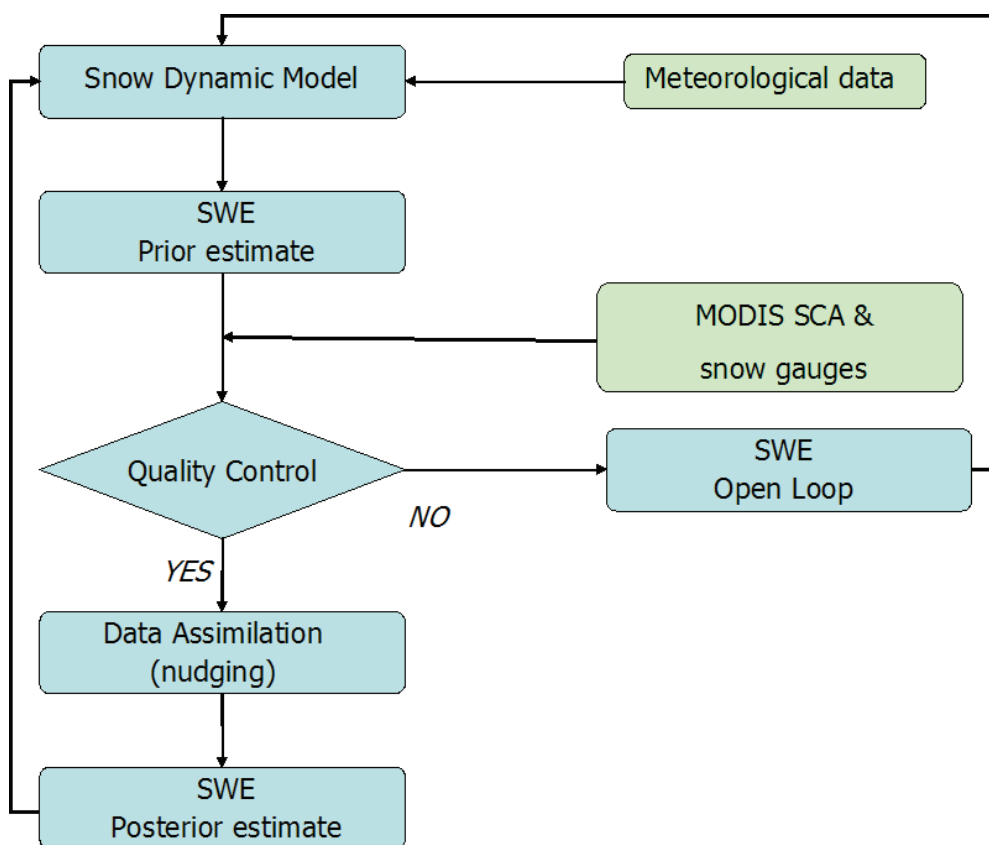 Snow Dynamic Model
Meteorological data
SWE
Prior estimate
MODIS SCA &
snow gauges
Quality Control
SWE
Open Loop
NO
YES
Data Assimilation
(nudging)
SWE
Posterior estimate